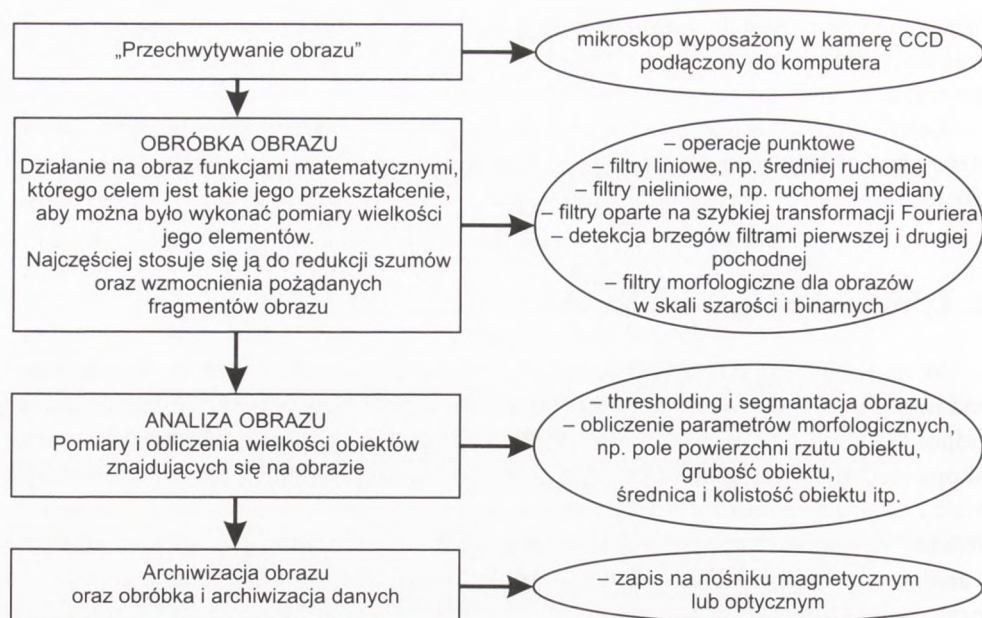 „Przechwytywanie obrazu”
mikroskop wyposażony w kamerę CCD
podłączony do komputera
OBRÓBKA OBRAZU
Działanie na obraz funkcjami matematycznymi,
którego celem jest takie jego przekształcenie,
aby można było wykonać pomiary wielkości
jego elementów.
Najczęściej stosuje się ją do redukcji szumów
oraz wzmocnienia pożądanych
fragmentów obrazu
– operacje punktowe
– filtry liniowe, np. średniej ruchomej
– filtry nieliniowe, np. ruchomej mediany
– filtry oparte na szybkiej transformacji Fouriera
– detekcja brzegów filtrami pierwszej i drugiej
pochodnej
– filtry morfologiczne dla obrazów
w skali szarości i binarnych
ANALIZA OBRAZU
Pomiary i obliczenia wielkości obiektów
znajdujących się na obrazie
– thresholding i segmantacja obrazu
– obliczenie parametrów morfologicznych,
np. pole powierzchni rzutu obiektu,
grubość obiektu,
średnica i kolistość obiektu itp.
Archiwizacja obrazu
oraz obróbka i archiwizacja danych
– zapis na nośniku magnetycznym
lub optycznym